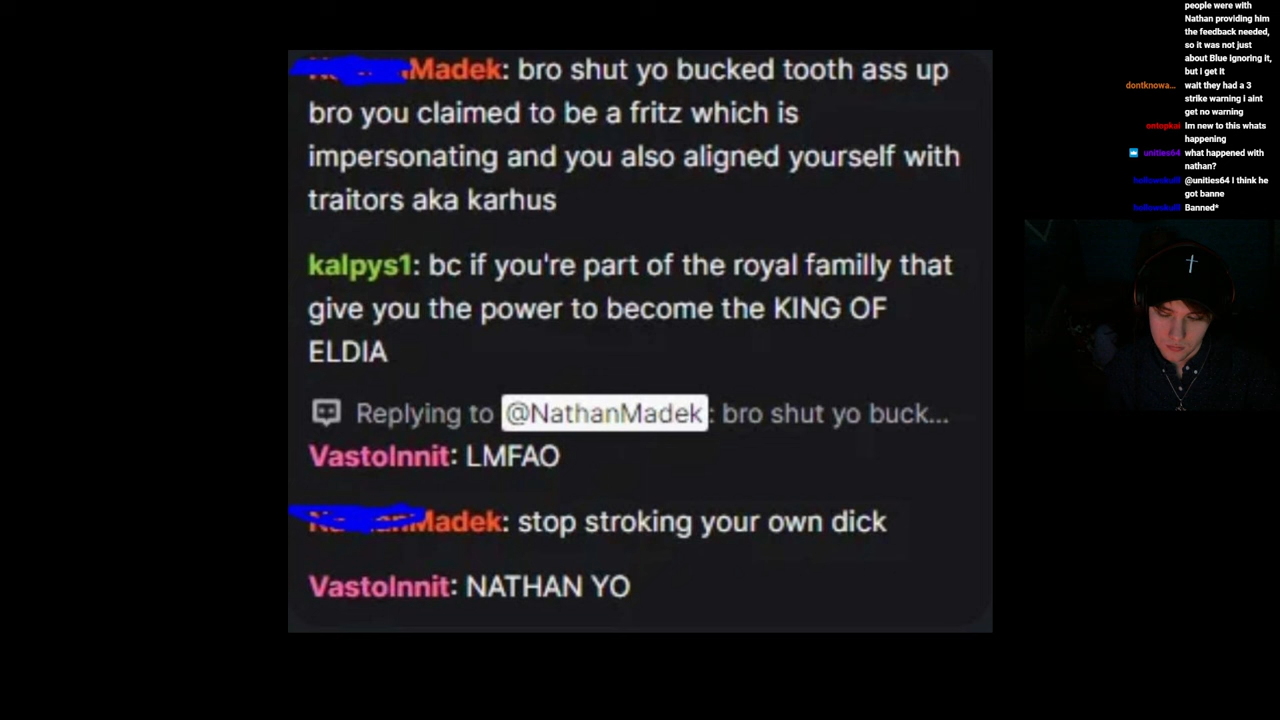 Madek: bro shut yo bucked tooth ass up
bro you claimed to be a fritz which is
impersonating and you also aligned yourself with
traitors aka karhus
kalpys1: bc if you're part of the royal familly that
give you the power to become the KING OF
ELDIA
Replying to @NathanMadek: bro shut yo buck...
VastoInnit: LMFAO
Madek: stop stroking your own dick
VastoInnit: NATHAN YO
people were with
Nathan providing him
the feedback needed,
so it was not just
about Blue ignoring it,
but i get it
dontknowa... wait they had a 3
strike warning i aint
get no warning
ontopkai Im new to this whats
happening
unities64 what happened with
nathan?
@unities64 I think he
got banne
Banned*